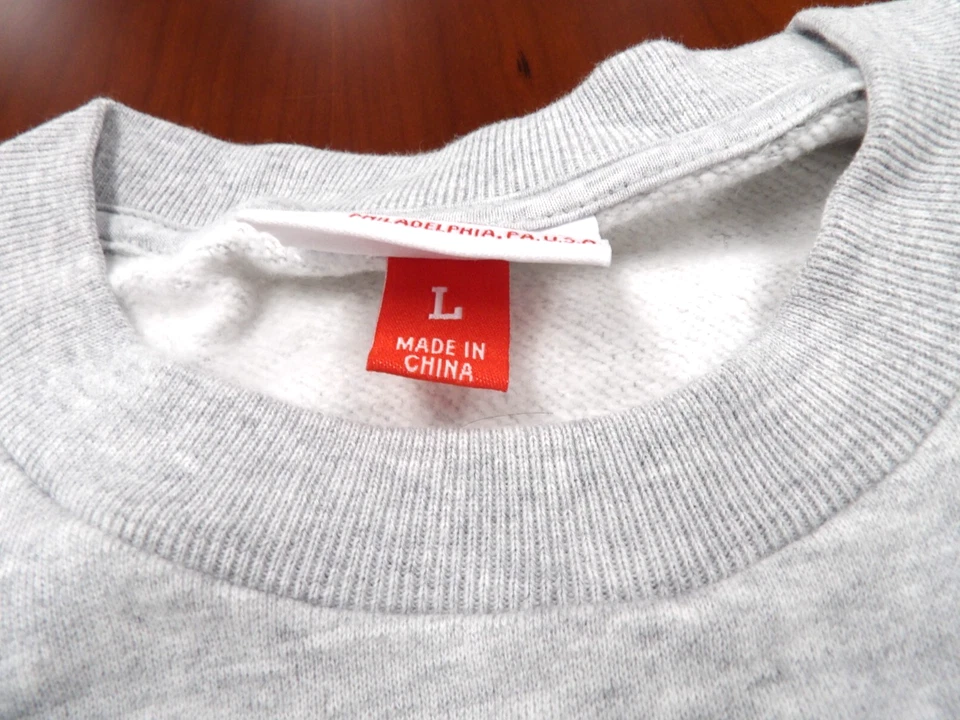 PHILADELPHIA, PA. U.S.A.
L
MADE IN
CHINA